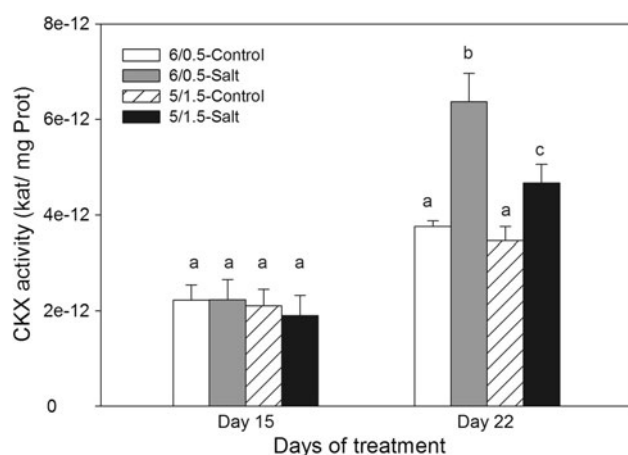 CKX activity (kat/ mg Prot)
8e-12
6e-12
4e-12
2e-12
0
6/0.5-Control
6/0.5-Salt
5/1.5-Control
5/1.5-Salt
a a a a
a b a c
Day 15 Day 22
Days of treatment